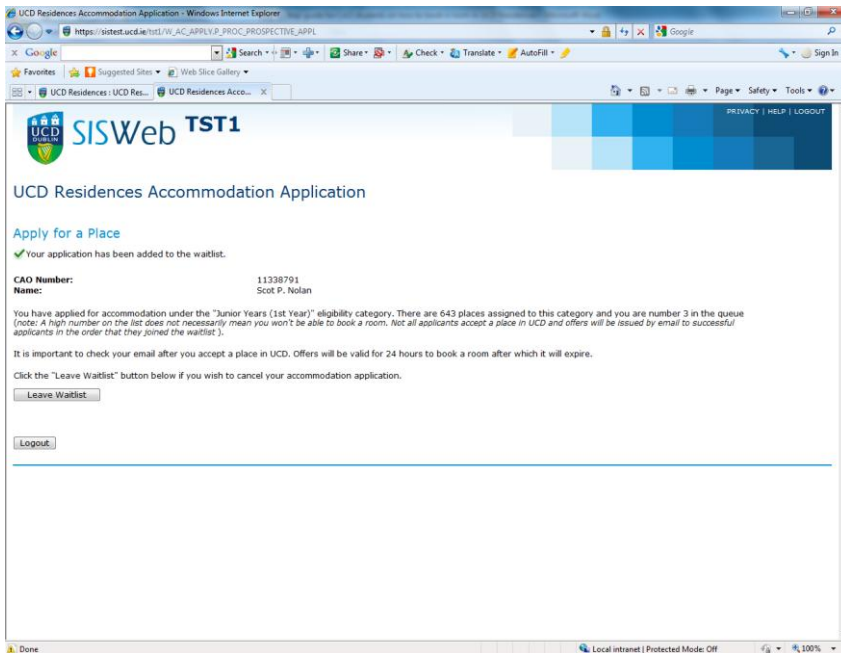 UCD Residences Accommodation Application - Windows Internet Explorer
https://sistest.ucd.ie/tst1/W_AC_APPLY.P_PROC_PROSPECTIVE_APPL
Google
x Google
Search
Share
Check
Translate
AutoFill
Sign In
Favorites
Suggested Sites
Web Slice Gallery
UCD Residences : UCD Res...
UCD Residences Acco...
X
Page
Safety
Tools
PRIVACY | HELP | LOGOUT
UCD
DUBLIN
SISWeb TST1
UCD Residences Accommodation Application
Apply for a Place
Your application has been added to the waitlist.
CAO Number: 11338791
Name: Scot P. Nolan
You have applied for accommodation under the "Junior Years (1st Year)" eligibility category. There are 643 places assigned to this category and you are number 3 in the queue
(note: A high number on the list does not necessarily mean you won't be able to book a room. Not all applicants accept a place in UCD and offers will be issued by email to successful
applicants in the order that they joined the waitlist ).
It is important to check your email after you accept a place in UCD. Offers will be valid for 24 hours to book a room after which it will expire.
Click the "Leave Waitlist" button below if you wish to cancel your accommodation application.
Leave Waitlist
Logout
Done
Local intranet | Protected Mode: Off
100%